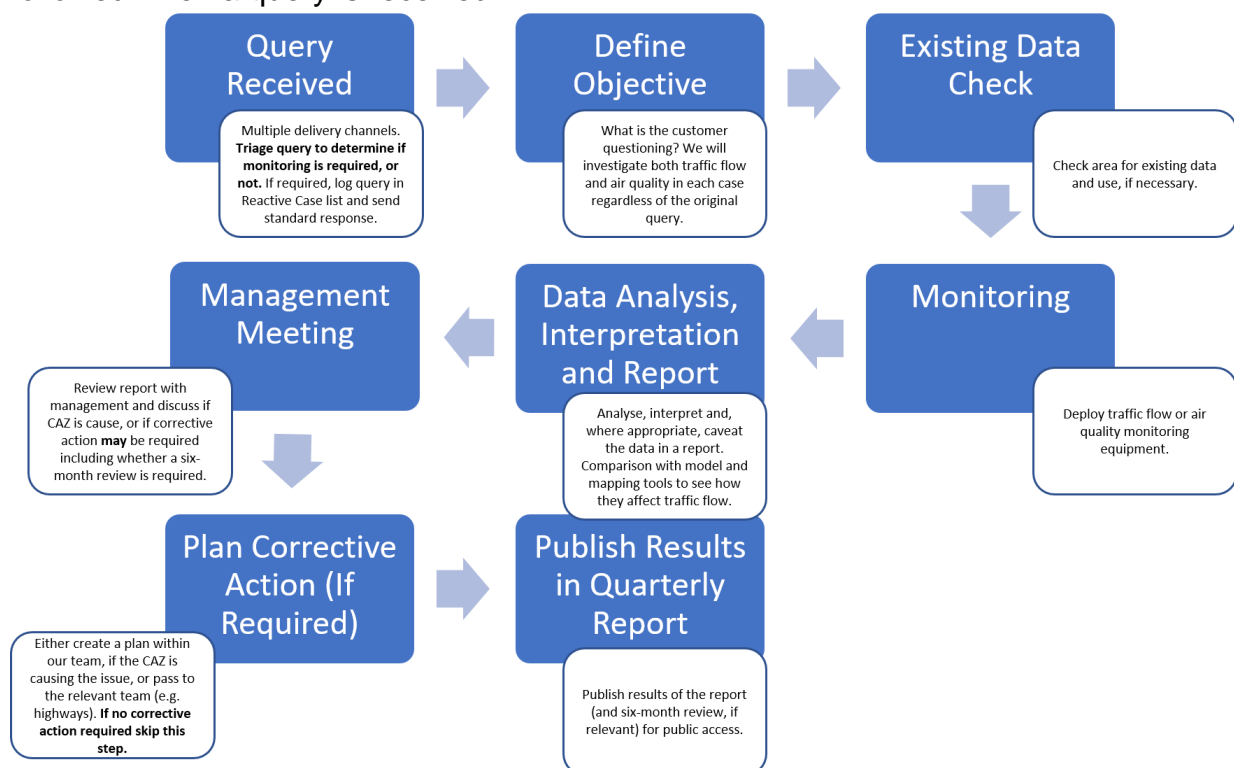 Query
Received
Multiple delivery channels.
Triage query to determine if
monitoring is required, or
not. If required, log query in
Reactive Case list and send
standard response.
Define
Objective
What is the customer
questioning? We will
investigate both traffic flow
and air quality in each case
regardless of the original
query.
Existing Data
Check
Check area for existing data
and use, if necessary.
Monitoring
Deploy traffic flow or air
quality monitoring
equipment.
Data Analysis,
Interpretation
and Report
Analyse, interpret and,
where appropriate, caveat
the data in a report.
Comparison with model and
mapping tools to see how
they affect traffic flow.
Management
Meeting
Review report with
management and discuss if
CAZ is cause, or if corrective
action may be required
including whether a six-
month review is required.
Plan Corrective
Action (If
Required)
Either create a plan within
our team, if the CAZ is
causing the issue, or pass to
the relevant team (e.g.
highways). If no corrective
action required skip this
step.
Publish Results
in Quarterly
Report
Publish results of the report
(and six-month review, if
relevant) for public access.